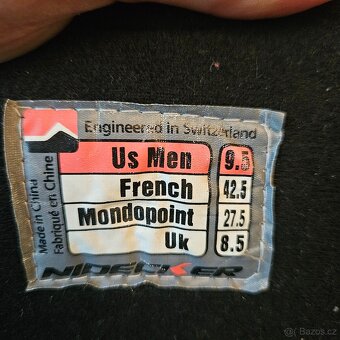 Engineered in Switzerland
Made in China
Fabriqué en Chine
Us Men 9.5
French 42.5
Mondopoint 27.5
Uk 8.5
NIDECKER
Bazos.cz